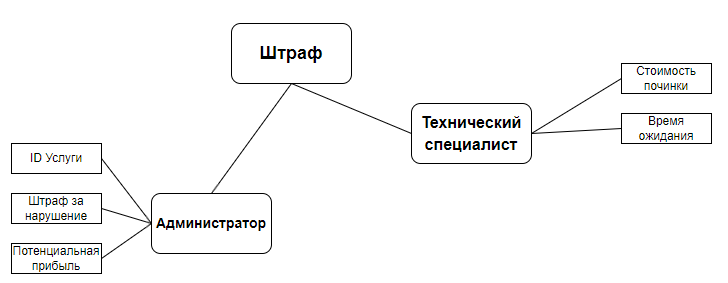 Штраф
Стоимость
починки
Технический
специалист
Время
ожидания
ID Услуги
Штраф за
нарушение
Администратор
Потенциальная
прибыль